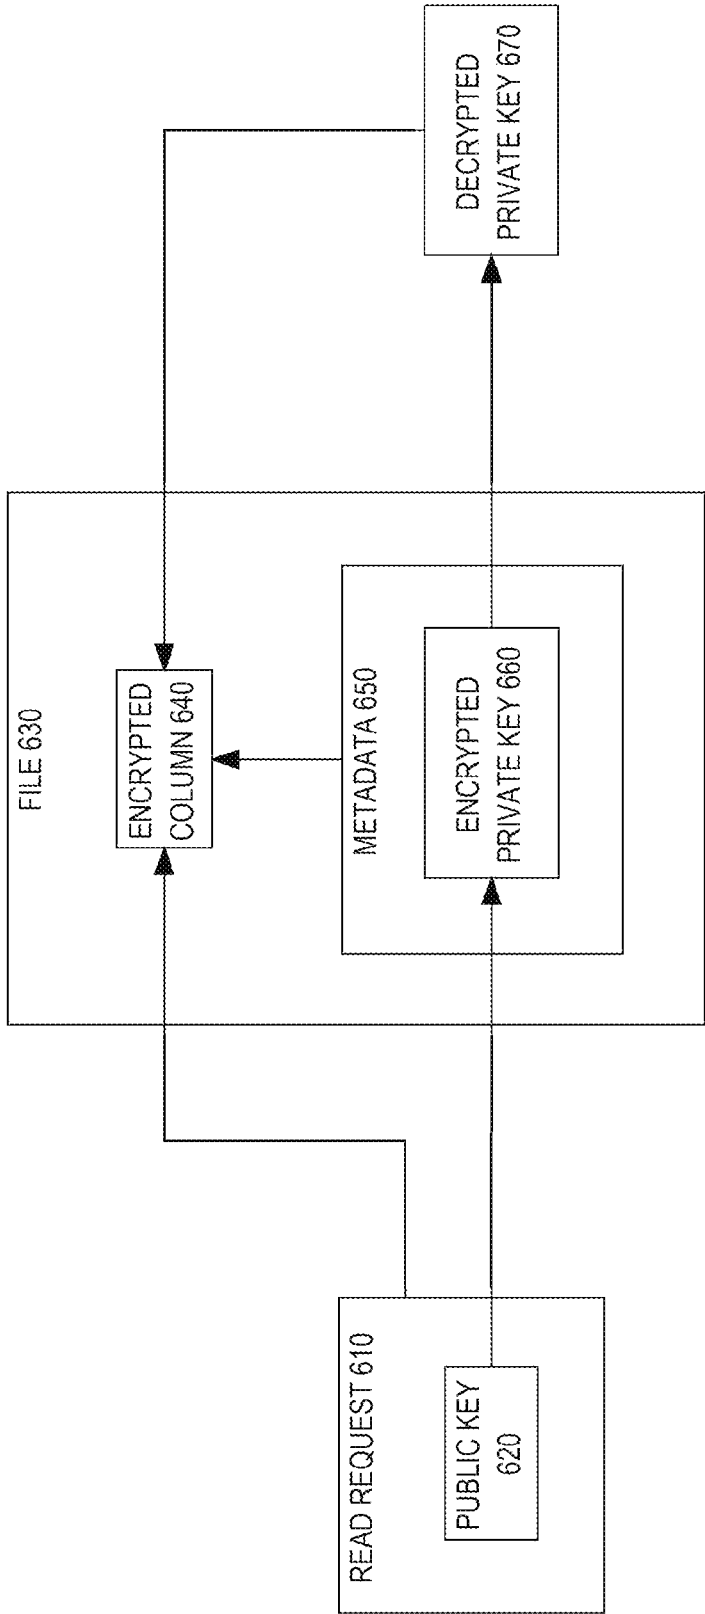 READ REQUEST 610
PUBLIC KEY
620
FILE 630
ENCRYPTED
COLUMN 640
METADATA 650
ENCRYPTED
PRIVATE KEY 660
DECRYPTED
PRIVATE KEY 670